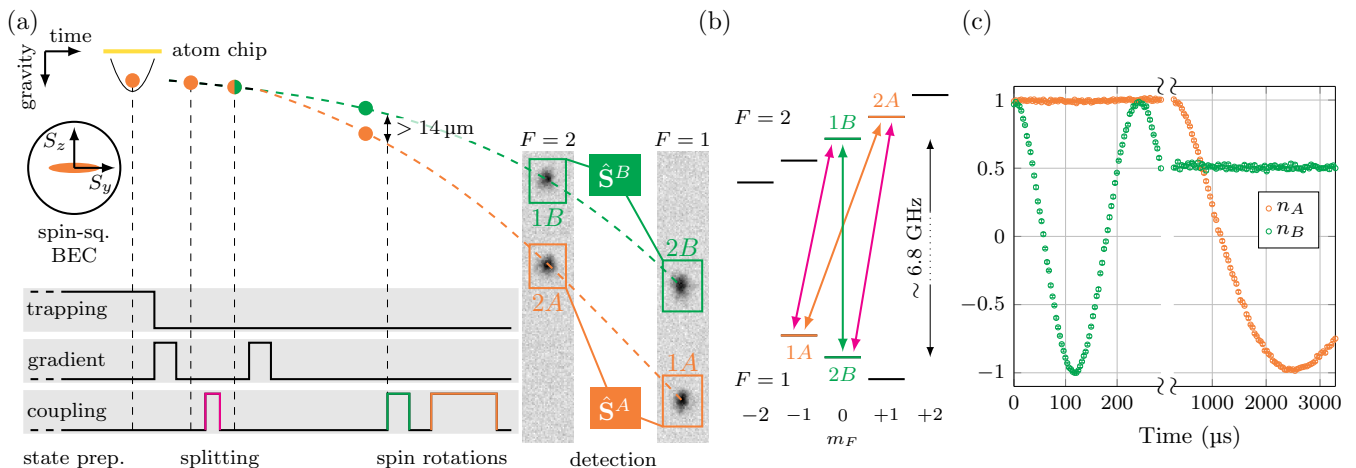 (a)
time
gravity
atom chip
> 14 µm
S_z
S_y
spin-sq.
BEC
F = 2
F = 1
Ŝ^B
1B
2B
2A
1A
Ŝ^A
trapping
gradient
coupling
state prep.
splitting
spin rotations
detection
(b)
2A
1B
F = 2
~ 6.8 GHz
1A
2B
F = 1
−2 −1 0 +1 +2
m_F
(c)
1
0.5
0
−0.5
−1
n_A
n_B
0 100 200 1000 2000 3000
Time (µs)